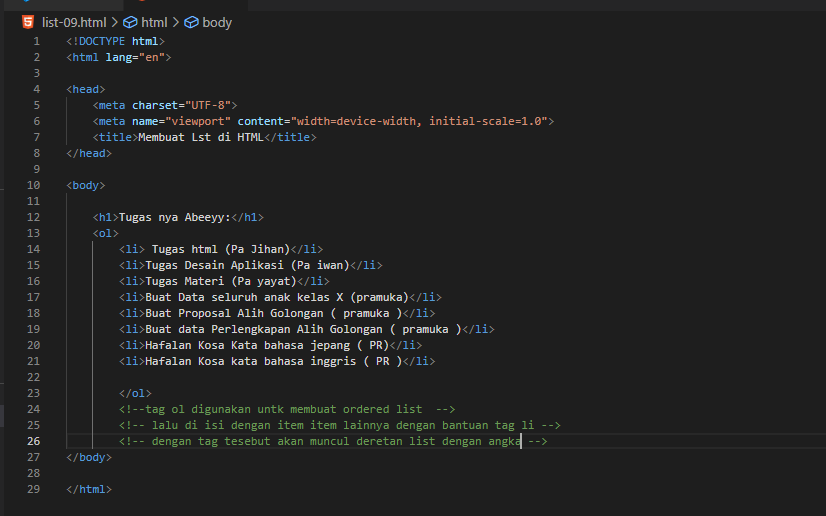 list-09.html > html > body
1 <!DOCTYPE html>
2 <html lang="en">
3
4 <head>
5 <meta charset="UTF-8">
6 <meta name="viewport" content="width=device-width, initial-scale=1.0">
7 <title>Membuat Lst di HTML</title>
8 </head>
9
10 <body>
11
12 <h1>Tugas nya Abeeyy:</h1>
13 <ol>
14 <li> Tugas html (Pa Jihan)</li>
15 <li>Tugas Desain Aplikasi (Pa iwan)</li>
16 <li>Tugas Materi (Pa yayat)</li>
17 <li>Buat Data seluruh anak kelas X (pramuka)</li>
18 <li>Buat Proposal Alih Golongan ( pramuka )</li>
19 <li>Buat data Perlengkapan Alih Golongan ( pramuka )</li>
20 <li>Hafalan Kosa Kata bahasa jepang ( PR)</li>
21 <li>Hafalan Kosa kata bahasa inggris ( PR )</li>
22
23 </ol>
24 <!--tag ol digunakan untk membuat ordered list  -->
25 <!-- lalu di isi dengan item item lainnya dengan bantuan tag li -->
26 <!-- dengan tag tesebut akan muncul deretan list dengan angka -->
27 </body>
28
29 </html>